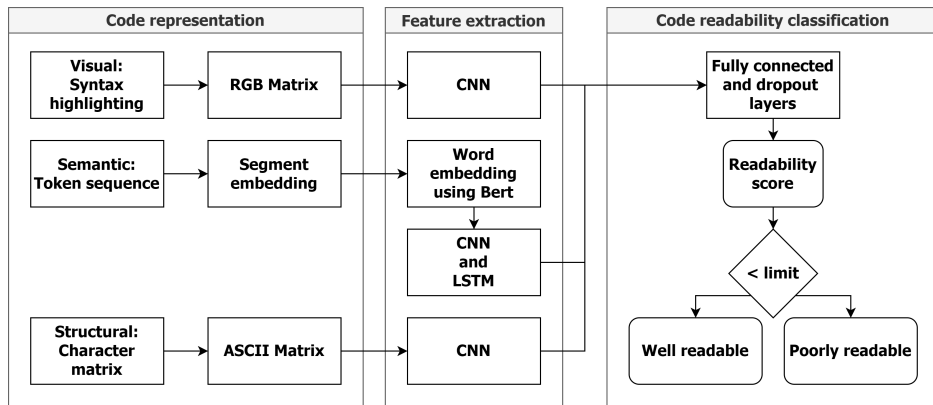 Code representation
Feature extraction
Code readability classification
Visual:
Syntax
highlighting
RGB Matrix
CNN
Fully connected
and dropout
layers
Semantic:
Token sequence
Segment
embedding
Word
embedding
using Bert
Readability
score
CNN
and
LSTM
< limit
Structural:
Character
matrix
ASCII Matrix
CNN
Well readable
Poorly readable